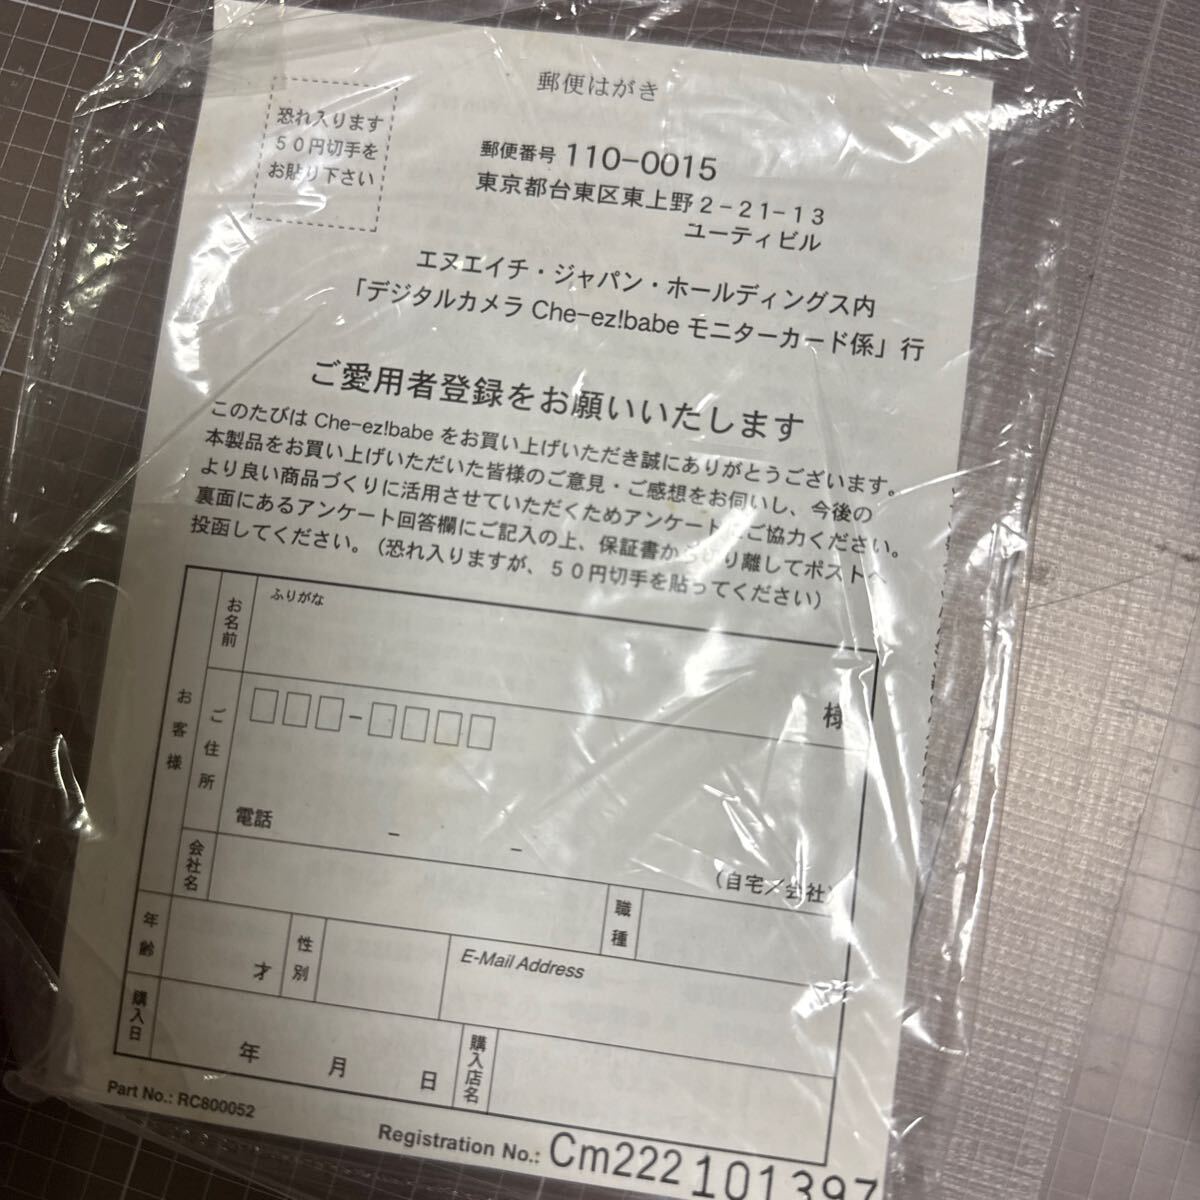 郵便はがき
恐れ入ります
５０円切手を
お貼り下さい
郵便番号 110-0015
東京都台東区東上野２－２１－１３
ユーティビル
エヌエイチ・ジャパン・ホールディングス内
「デジタルカメラ Che-ez!babe モニターカード係」行
ご愛用者登録をお願いいたします
このたびは Che-ez!babe をお買い上げいただき誠にありがとうございます。
本製品をお買い上げいただいた皆様のご意見・ご感想をお伺いし、今後の
より良い商品づくりに活用させていただくためアンケートにご協力ください。
裏面にあるアンケート回答欄にご記入の上、保証書から切り離してポストへ
投函してください。（恐れ入りますが、５０円切手を貼ってください）
お客様
お名前
ふりがな
様
ご住所
□□□-□□□□
電話 － －
（自宅／会社）
会社名
職種
年齢
才
性別
E-Mail Address
購入日
年 月 日
購入店名
Part No.: RC800052
Registration No.: Cm222101397